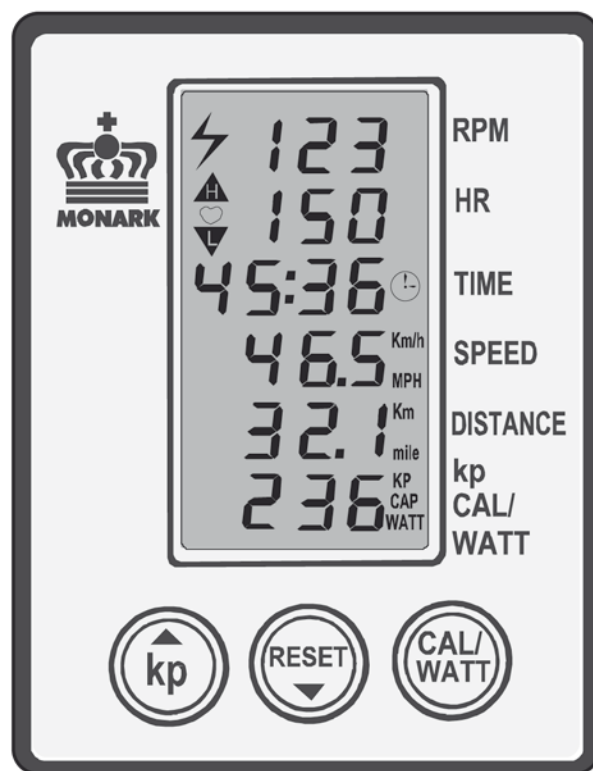 123 RPM
H
150 HR
L
45:36 TIME
46.5 Km/h MPH SPEED
32.1 Km mile DISTANCE
236 KP CAP WATT kp CAL/ WATT
MONARK
kp
RESET
CAL/
WATT